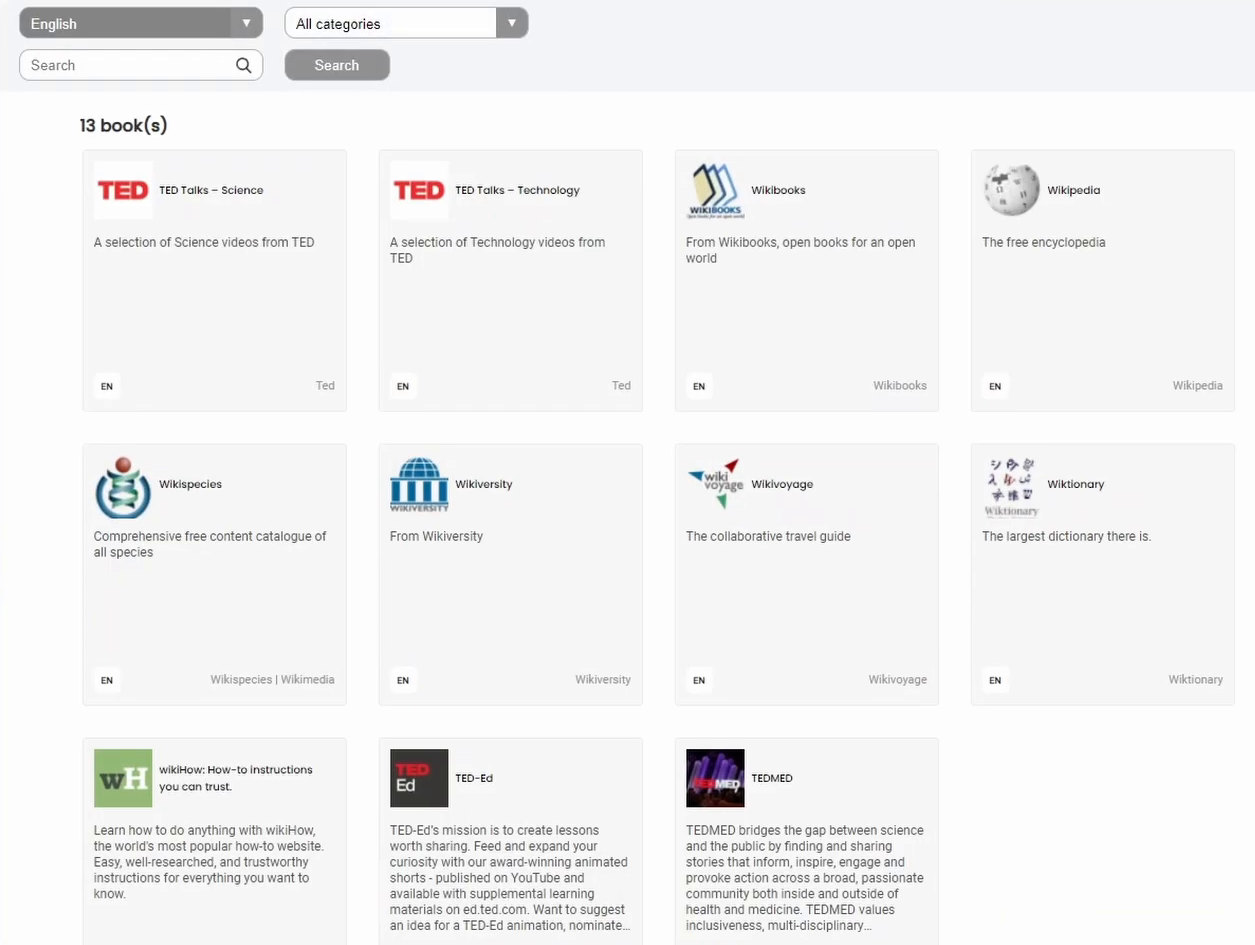 English
All categories
Search
Search
13 book(s)
TED
TED Talks – Science
A selection of Science videos from TED
EN
Ted
TED
TED Talks – Technology
A selection of Technology videos from
TED
EN
Ted
WIKIBOOKS
Wikibooks
From Wikibooks, open books for an open
world
EN
Wikibooks
Wikipedia
The free encyclopedia
EN
Wikipedia
Wikispecies
Comprehensive free content catalogue of
all species
EN
Wikispecies | Wikimedia
WIKIVERSITY
Wikiversity
From Wikiversity
EN
Wikiversity
wiki
voyage
Wikivoyage
The collaborative travel guide
EN
Wikivoyage
Wiktionary
Wiktionary
The largest dictionary there is.
EN
Wiktionary
wH
wikiHow: How-to instructions
you can trust.
Learn how to do anything with wikiHow,
the world's most popular how-to website.
Easy, well-researched, and trustworthy
instructions for everything you want to
know.
TED
Ed
TED-Ed
TED-Ed's mission is to create lessons
worth sharing. Feed and expand your
curiosity with our award-winning animated
shorts - published on YouTube and
available with supplemental learning
materials on ed.ted.com. Want to suggest
an idea for a TED-Ed animation, nominate...
TEDMED
TEDMED
TEDMED bridges the gap between science
and the public by finding and sharing
stories that inform, inspire, engage and
provoke action across a broad, passionate
community both inside and outside of
health and medicine. TEDMED values
inclusiveness, multi-disciplinary...